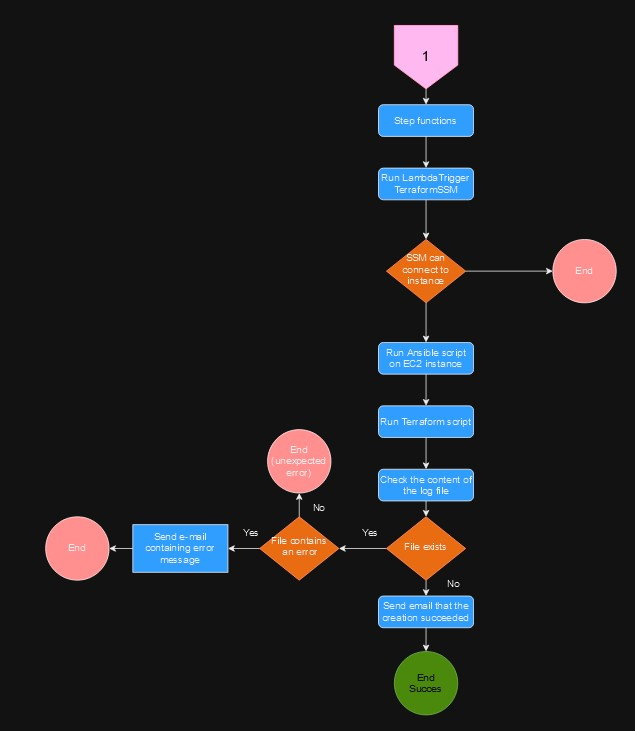 1
Step functions
Run LambdaTrigger
TerraformSSM
SSM can
connect to
instance
End
Run Ansible script
on EC2 instance
Run Terraform script
End
(unexpected
error)
Check the content of
the log file
No
Yes
Yes
End
Send e-mail
containing error
message
File contains
an error
File exists
No
Send email that the
creation succeeded
End
Succes